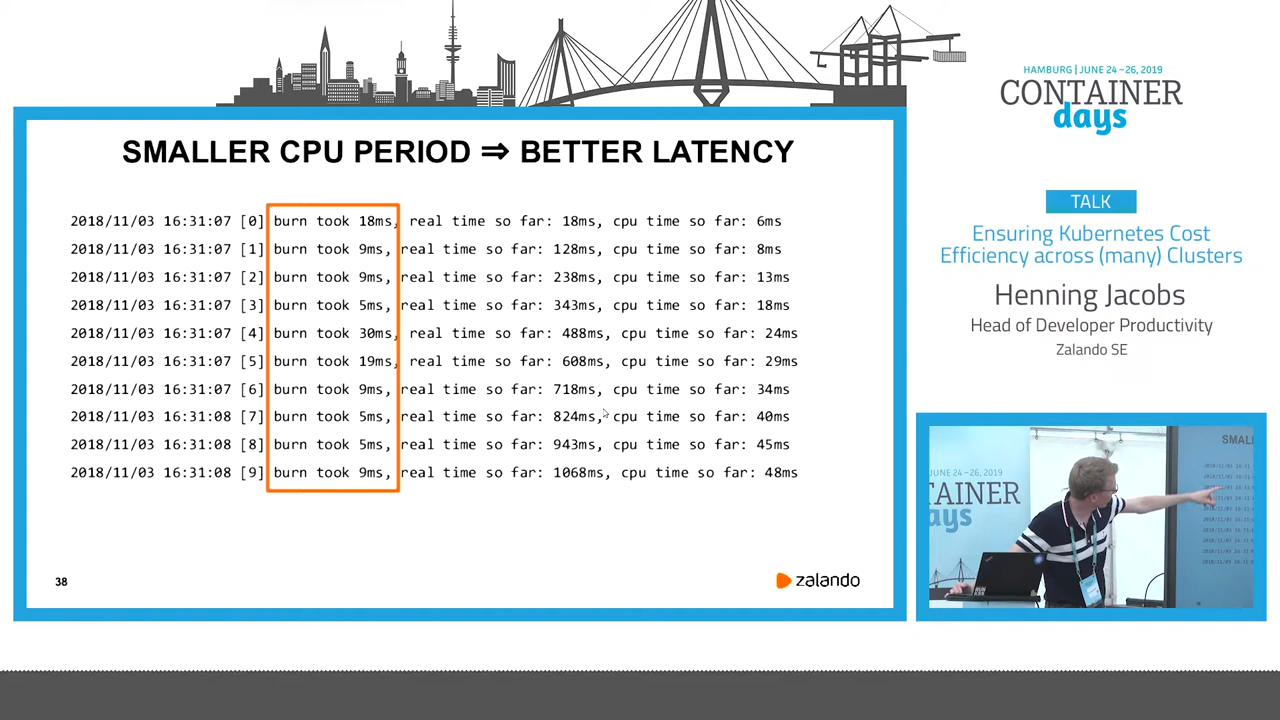 HAMBURG | JUNE 24 – 26, 2019
CONTAINER
days
SMALLER CPU PERIOD ⇒ BETTER LATENCY
2018/11/03 16:31:07 [0] burn took 18ms, real time so far: 18ms, cpu time so far: 6ms
2018/11/03 16:31:07 [1] burn took 9ms, real time so far: 128ms, cpu time so far: 8ms
2018/11/03 16:31:07 [2] burn took 9ms, real time so far: 238ms, cpu time so far: 13ms
2018/11/03 16:31:07 [3] burn took 5ms, real time so far: 343ms, cpu time so far: 18ms
2018/11/03 16:31:07 [4] burn took 30ms, real time so far: 488ms, cpu time so far: 24ms
2018/11/03 16:31:07 [5] burn took 19ms, real time so far: 608ms, cpu time so far: 29ms
2018/11/03 16:31:07 [6] burn took 9ms, real time so far: 718ms, cpu time so far: 34ms
2018/11/03 16:31:08 [7] burn took 5ms, real time so far: 824ms, cpu time so far: 40ms
2018/11/03 16:31:08 [8] burn took 5ms, real time so far: 943ms, cpu time so far: 45ms
2018/11/03 16:31:08 [9] burn took 9ms, real time so far: 1068ms, cpu time so far: 48ms
38
zalando
TALK
Ensuring Kubernetes Cost
Efficiency across (many) Clusters
Henning Jacobs
Head of Developer Productivity
Zalando SE
JUNE 24 – 26, 2019
TAINER
ays
SMALL